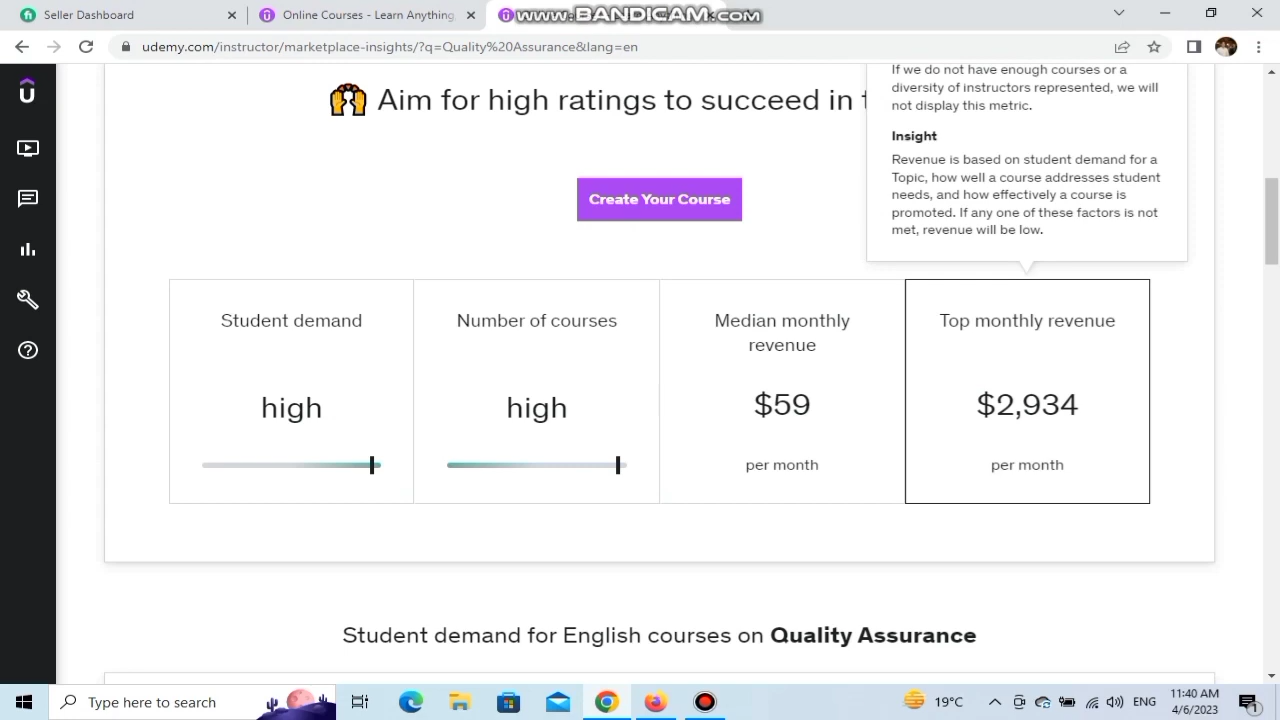 Seller Dashboard
Online Courses - Learn Anything
www.BANDICAM.com
udemy.com/instructor/marketplace-insights/?q=Quality%20Assurance&lang=en
If we do not have enough courses or a
diversity of instructors represented, we will
not display this metric.
Aim for high ratings to succeed in t
Insight
Revenue is based on student demand for a
Topic, how well a course addresses student
needs, and how effectively a course is
promoted. If any one of these factors is not
met, revenue will be low.
Create Your Course
Student demand
high
Number of courses
high
Median monthly
revenue
$59
per month
Top monthly revenue
$2,934
per month
Student demand for English courses on Quality Assurance
Type here to search
19°C
ENG
11:40 AM
4/6/2023
1